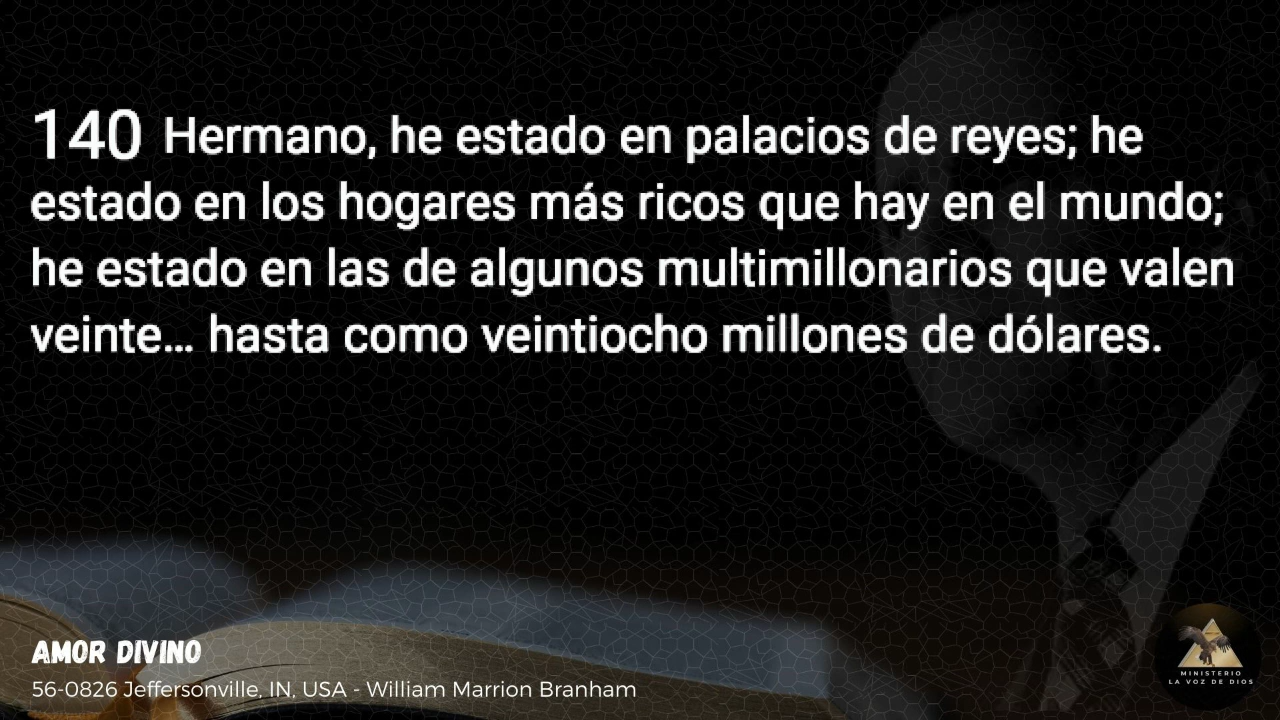 140 Hermano, he estado en palacios de reyes; he
estado en los hogares más ricos que hay en el mundo;
he estado en las de algunos multimillonarios que valen
veinte... hasta como veintiocho millones de dólares.
AMOR DIVINO
56-0826 Jeffersonville, IN, USA - William Marrion Branham
MINISTERIO
LA VOZ DE DIOS